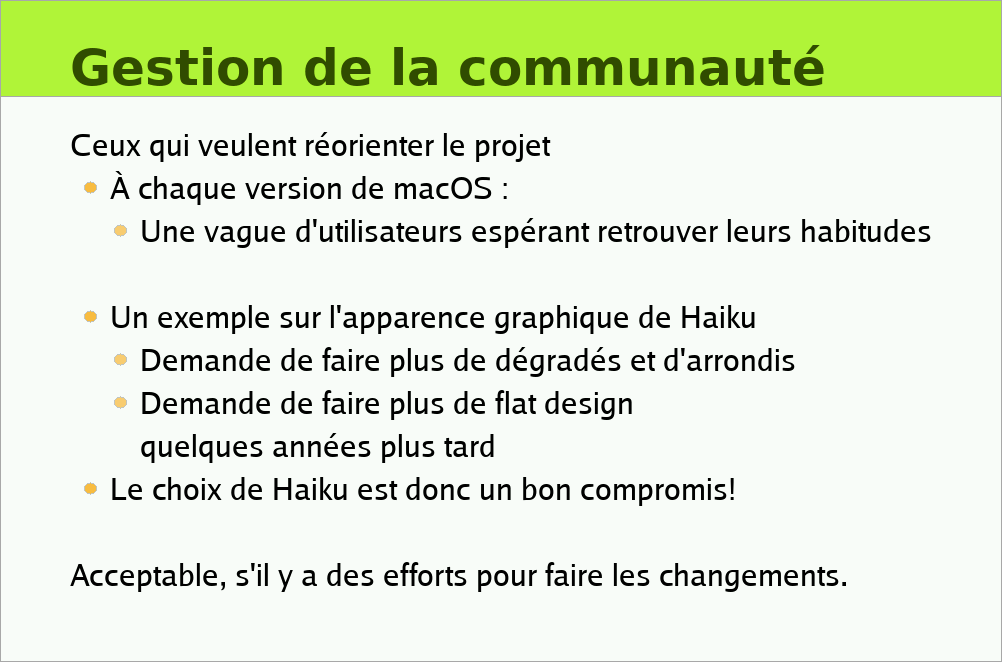 Gestion de la communauté
Ceux qui veulent réorienter le projet
À chaque version de macOS :
Une vague d'utilisateurs espérant retrouver leurs habitudes
Un exemple sur l'apparence graphique de Haiku
Demande de faire plus de dégradés et d'arrondis
Demande de faire plus de flat design
quelques années plus tard
Le choix de Haiku est donc un bon compromis!
Acceptable, s'il y a des efforts pour faire les changements.